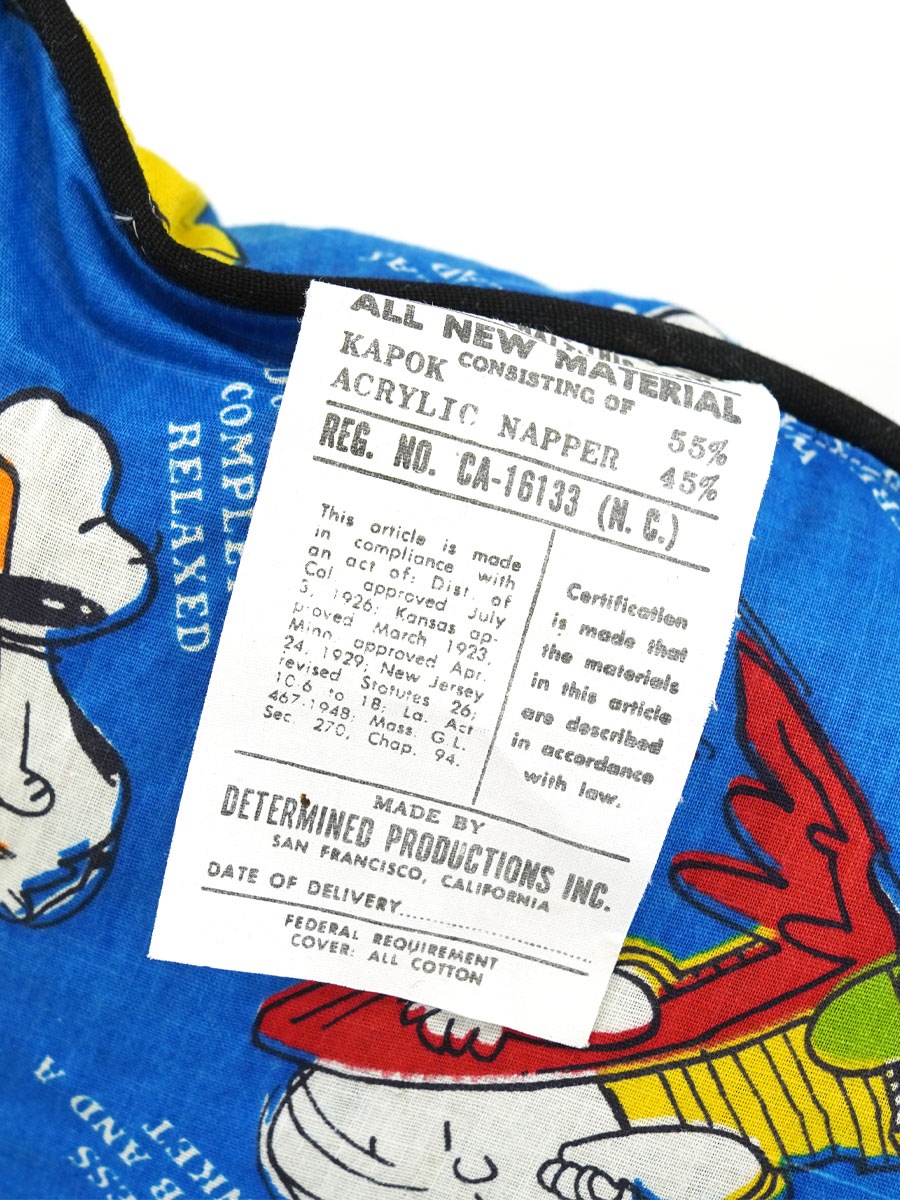 ALL NEW MATERIAL
CONSISTING OF
KAPOK 55%
ACRYLIC NAPPER 45%
REG. NO. CA-16133 (N. C.)
This article is made
in compliance with
an act of: Dist. of
Col. approved July
3, 1926; Kansas ap-
proved March 1923,
Minn. approved Apr.
24, 1929; New Jersey
revised Statutes 26;
10.6 to 18; La. Act
467-1948; Mass. G L.
Sec. 270, Chap. 94.
Certification
is made that
the materials
in this article
are described
in accordance
with law.
MADE BY
DETERMINED PRODUCTIONS INC.
SAN FRANCISCO, CALIFORNIA
DATE OF DELIVERY
FEDERAL REQUIREMENT
COVER: ALL COTTON
RELAXED
AND A